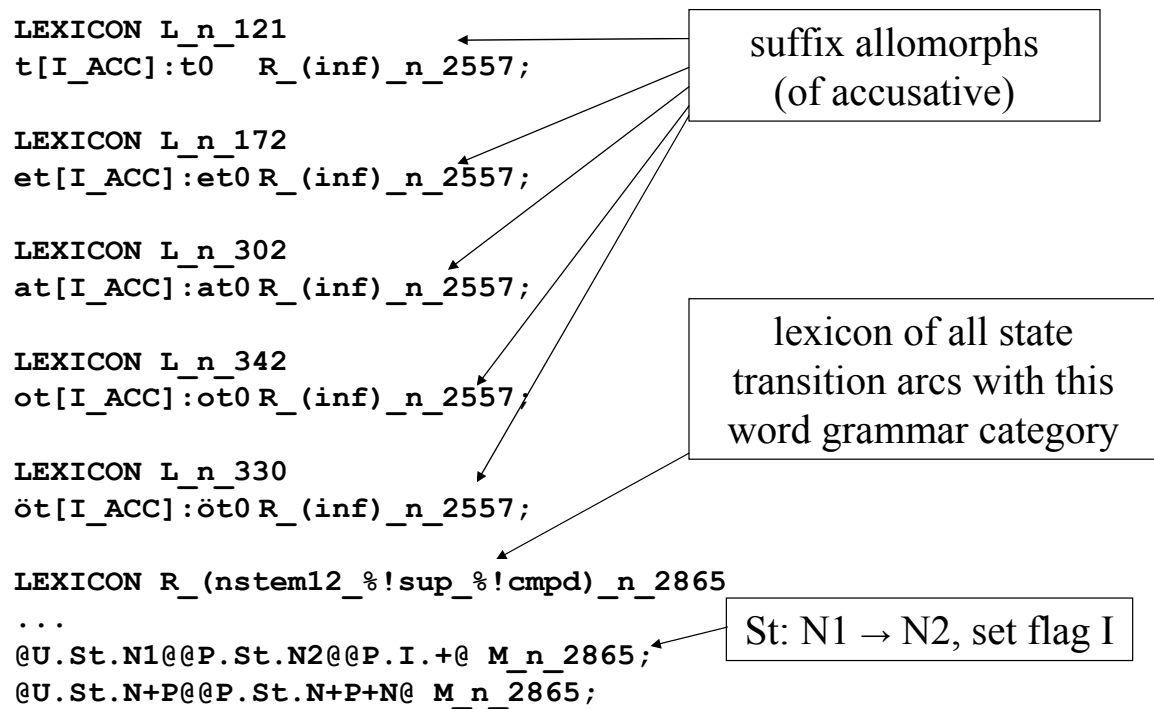 LEXICON L_n_121
t[I_ACC]:t0 R_(inf)_n_2557;
suffix allomorphs
(of accusative)
LEXICON L_n_172
et[I_ACC]:et0 R_(inf)_n_2557;
LEXICON L_n_302
at[I_ACC]:at0 R_(inf)_n_2557;
LEXICON L_n_342
ot[I_ACC]:ot0 R_(inf)_n_2557;
lexicon of all state
transition arcs with this
word grammar category
LEXICON L_n_330
öt[I_ACC]:öt0 R_(inf)_n_2557;
LEXICON R_(nstem12_%!sup_%!cmpd)_n_2865
...
@U.St.N1@@P.St.N2@@P.I.+@ M_n_2865;
St: N1 → N2, set flag I
@U.St.N+P@@P.St.N+P+N@ M_n_2865;